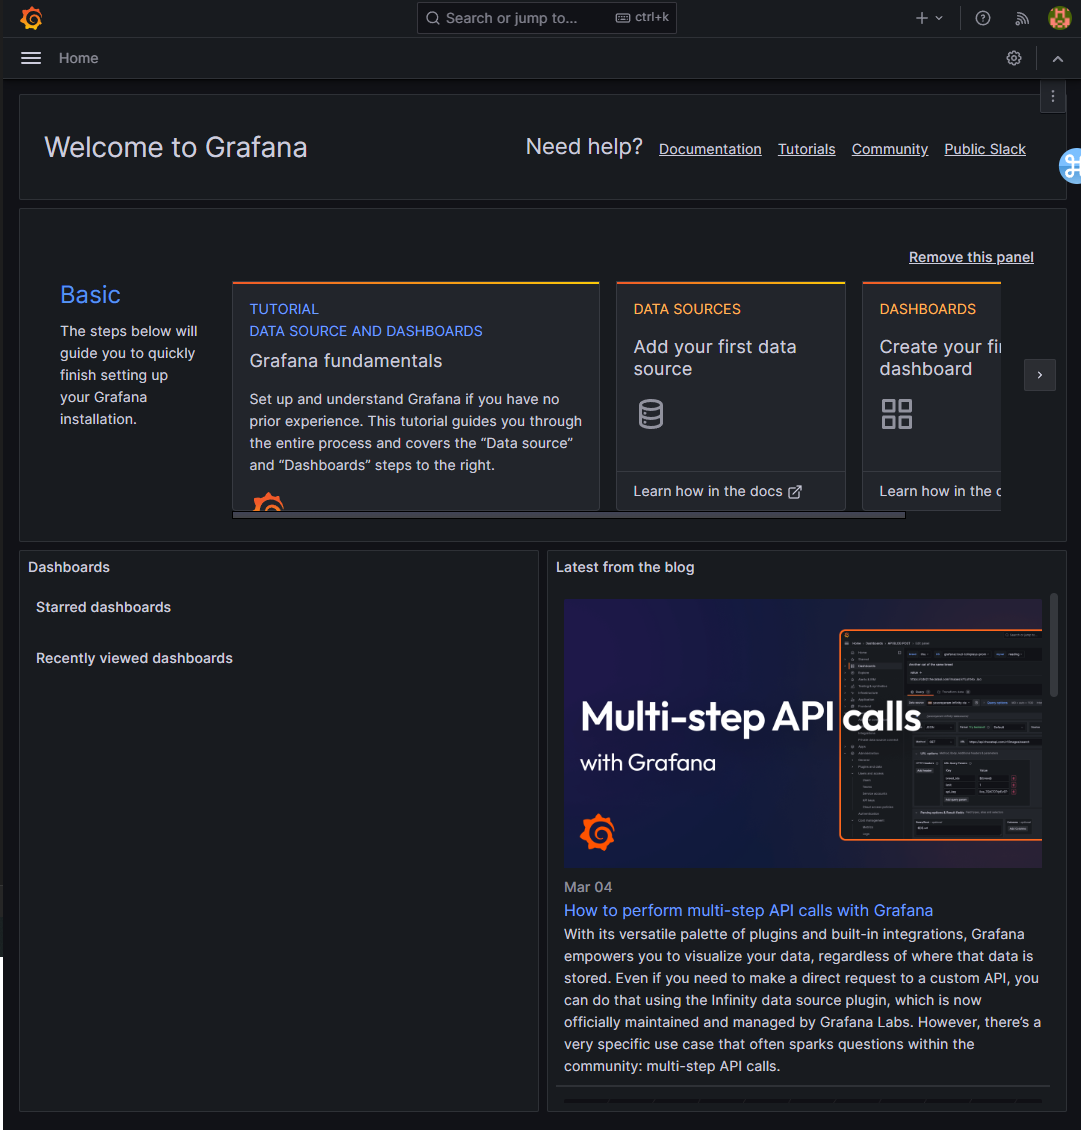 Search or jump to...
ctrl+k
Home
Welcome to Grafana
Need help?
Documentation
Tutorials
Community
Public Slack
Remove this panel
Basic
The steps below will
guide you to quickly
finish setting up
your Grafana
installation.
TUTORIAL
DATA SOURCE AND DASHBOARDS
Grafana fundamentals
Set up and understand Grafana if you have no
prior experience. This tutorial guides you through
the entire process and covers the “Data source”
and “Dashboards” steps to the right.
DATA SOURCES
Add your first data
source
Learn how in the docs
DASHBOARDS
Create your
dashboard
Learn how in the
Dashboards
Starred dashboards
Recently viewed dashboards
Latest from the blog
Multi-step API calls
with Grafana
Mar 04
How to perform multi-step API calls with Grafana
With its versatile palette of plugins and built-in integrations, Grafana
empowers you to visualize your data, regardless of where that data is
stored. Even if you need to make a direct request to a custom API, you
can do that using the Infinity data source plugin, which is now
officially maintained and managed by Grafana Labs. However, there’s a
very specific use case that often sparks questions within the
community: multi-step API calls.